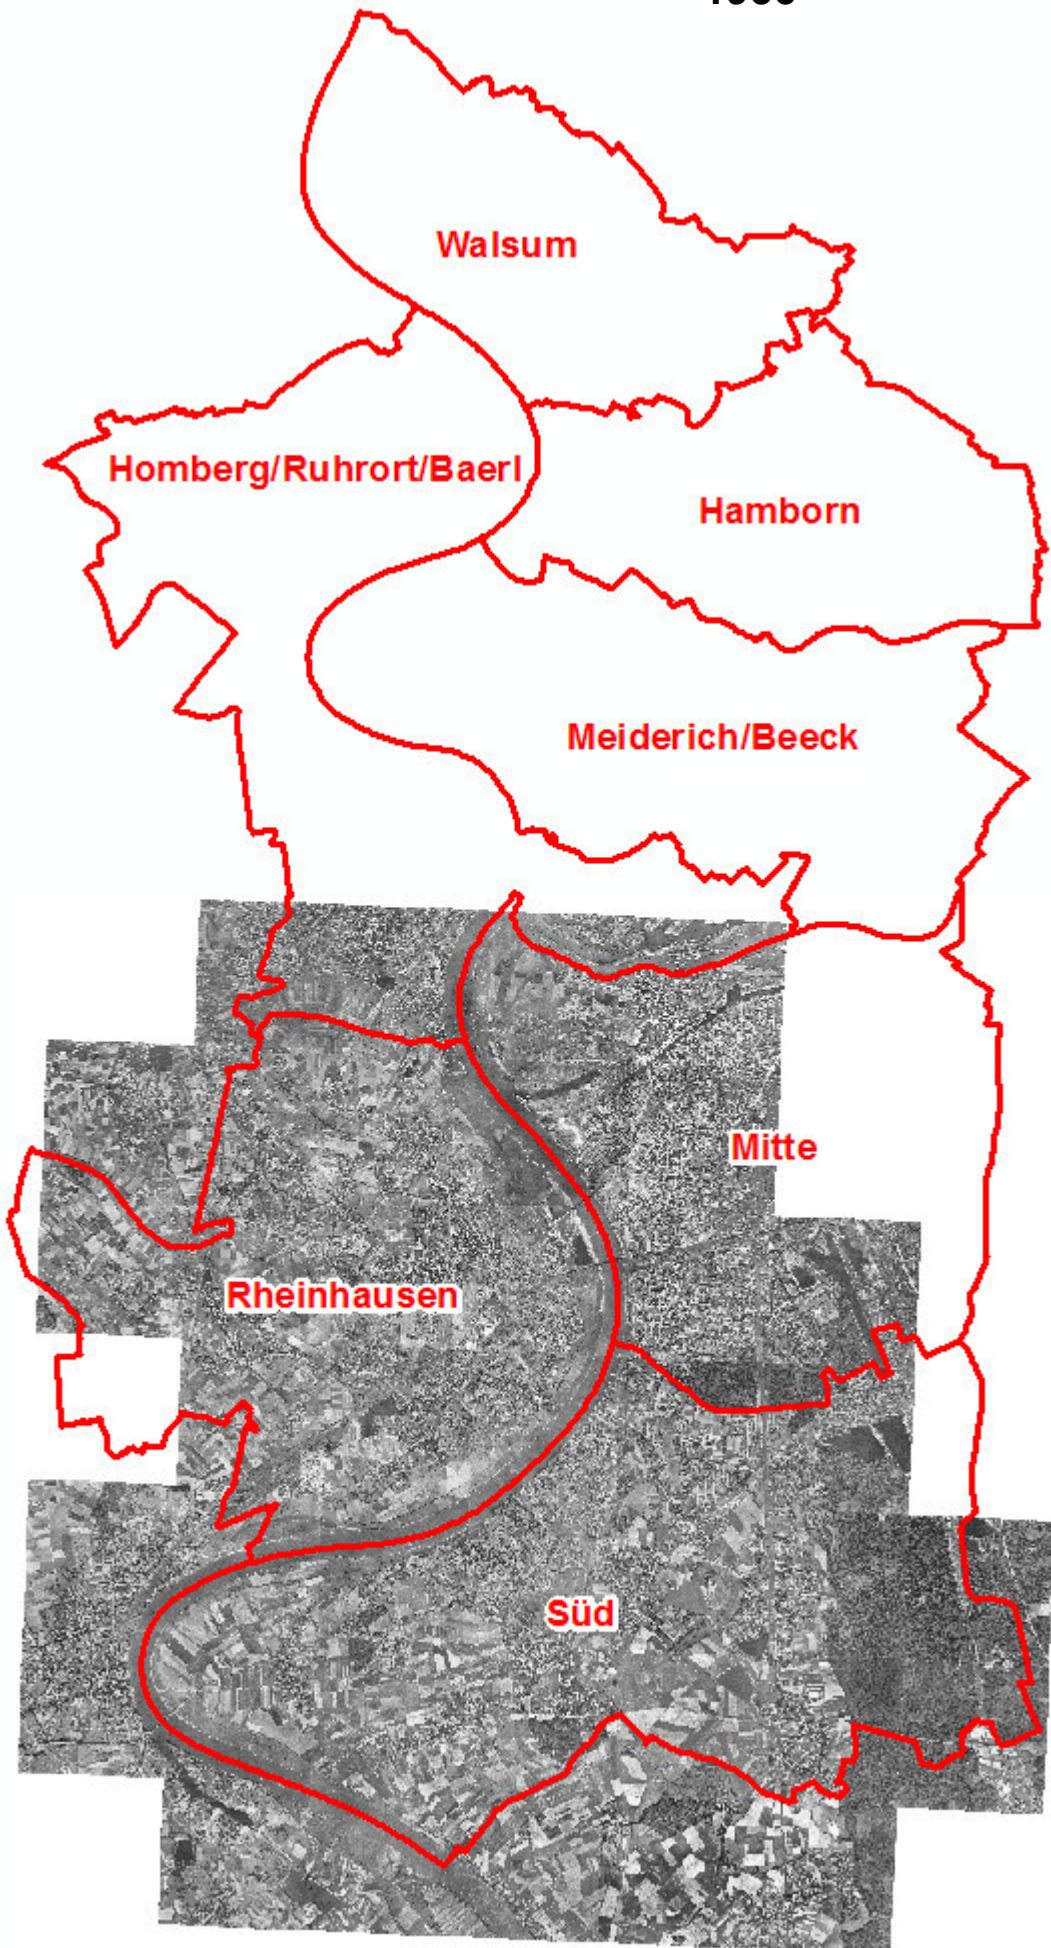 Walsum
Homberg/Ruhrort/Baerl
Hamborn
Meiderich/Beeck
Mitte
Rheinhausen
Süd